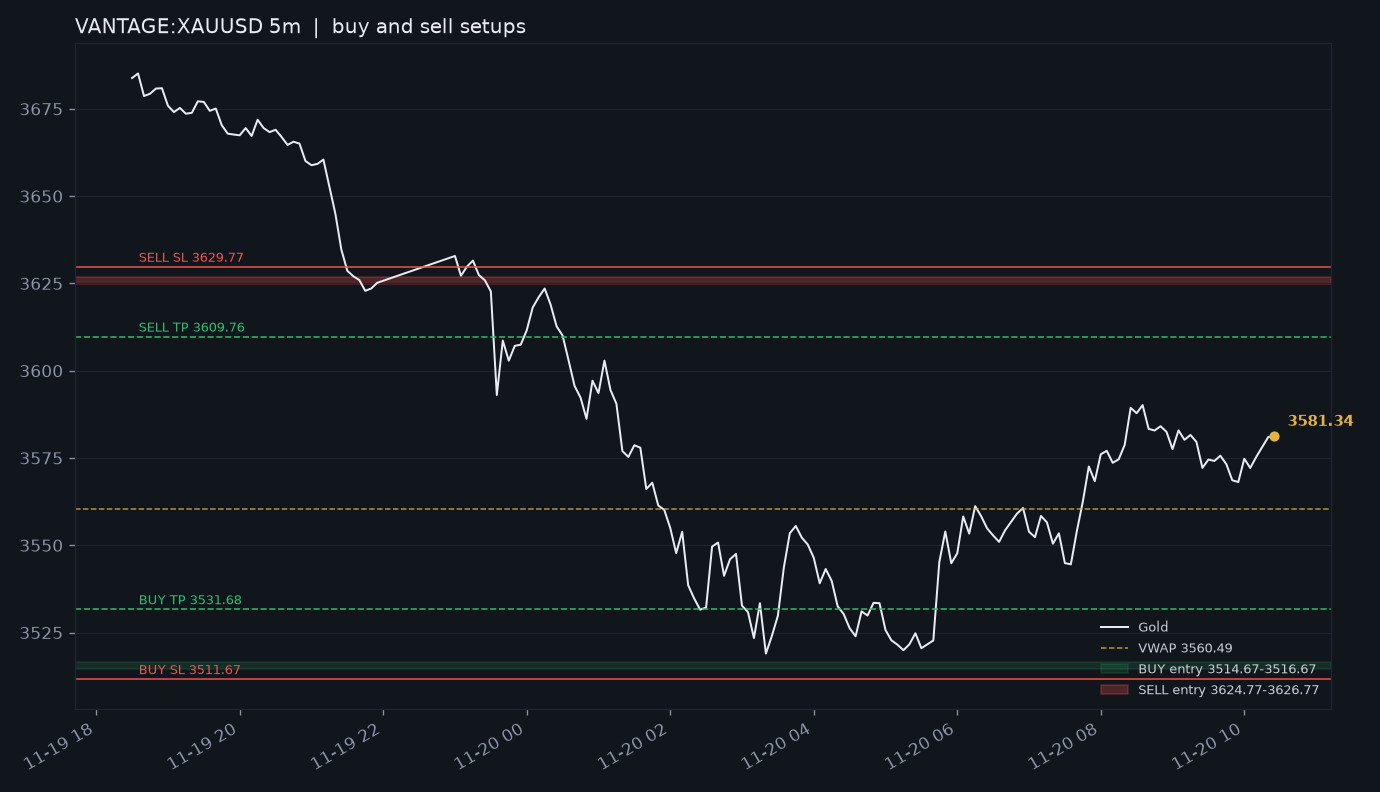 VANTAGE:XAUUSD 5m | buy and sell setups
3675
3650
3625
3600
3575
3550
3525
SELL SL 3629.77
SELL TP 3609.76
3581.34
BUY TP 3531.68
BUY SL 3511.67
Gold
VWAP 3560.49
BUY entry 3514.67-3516.67
SELL entry 3624.77-3626.77
11-19 18
11-19 20
11-19 22
11-20 00
11-20 02
11-20 04
11-20 06
11-20 08
11-20 10